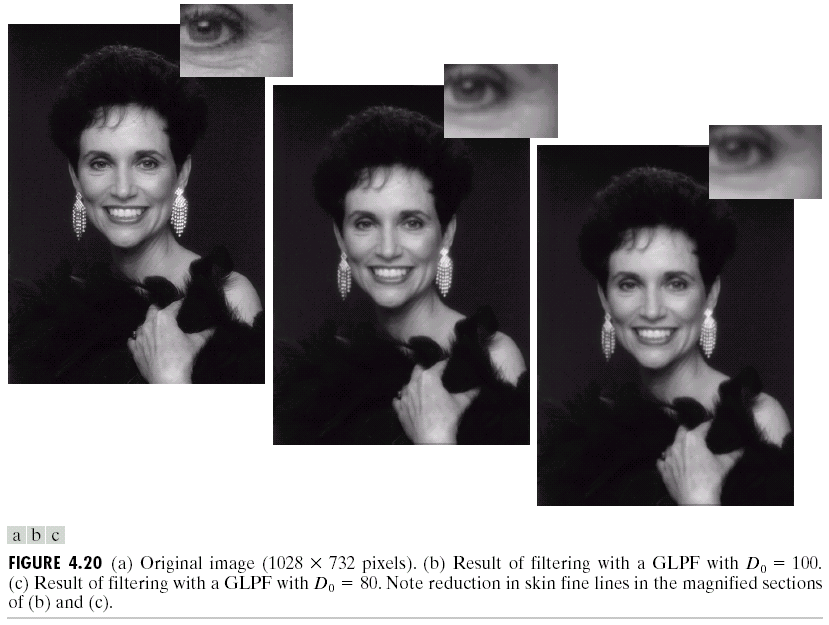 a b c
FIGURE 4.20 (a) Original image (1028 × 732 pixels). (b) Result of filtering with a GLPF with D₀ = 100.
(c) Result of filtering with a GLPF with D₀ = 80. Note reduction in skin fine lines in the magnified sections
of (b) and (c).